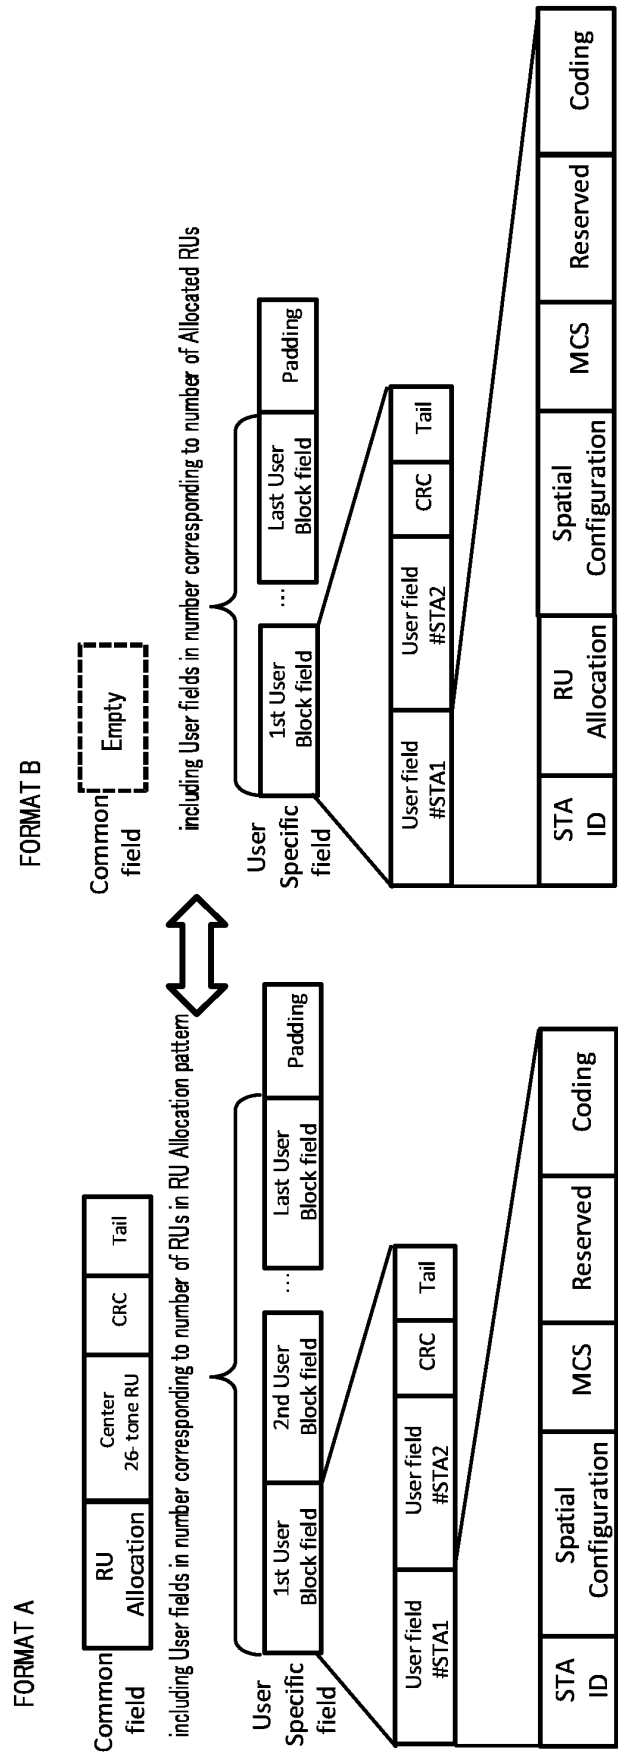 FORMAT A
Common
field
RU
Allocation
Center
26- tone RU
CRC
Tail
including User fields in number corresponding to number of RUs in RU Allocation pattern
User
Specific
field
1st User
Block field
2nd User
Block field
...
Last User
Block field
Padding
User field
#STA1
User field
#STA2
CRC
Tail
STA
ID
Spatial
Configuration
MCS
Reserved
Coding
FORMAT B
Common
field
Empty
including User fields in number corresponding to number of Allocated RUs
User
Specific
field
1st User
Block field
...
Last User
Block field
Padding
User field
#STA1
User field
#STA2
CRC
Tail
STA
ID
RU
Allocation
Spatial
Configuration
MCS
Reserved
Coding